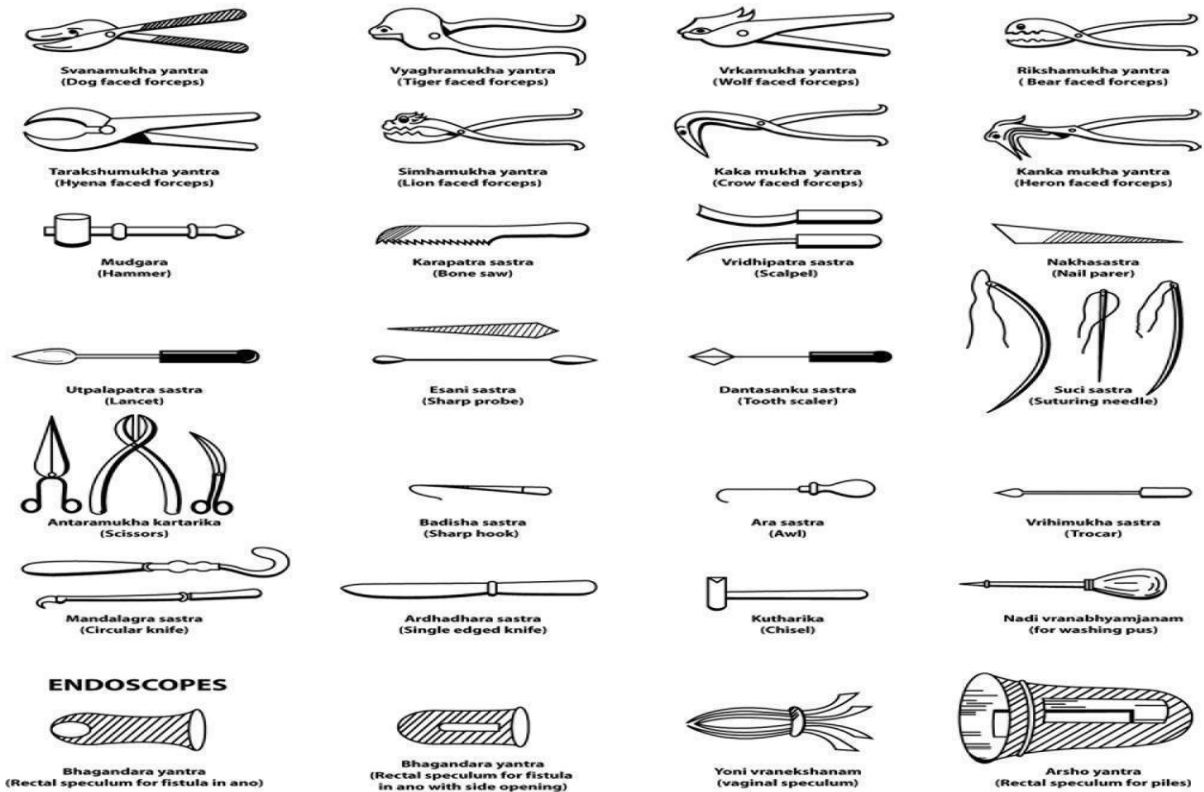 Svanamukha yantra
(Dog faced forceps)
Vyaghramukha yantra
(Tiger faced forceps)
Vrkamukha yantra
(Wolf faced forceps)
Rikshamukha yantra
( Bear faced forceps)
Tarakshumukha yantra
(Hyena faced forceps)
Simhamukha yantra
(Lion faced forceps)
Kaka mukha yantra
(Crow faced forceps)
Kanka mukha yantra
(Heron faced forceps)
Mudgara
(Hammer)
Karapatra sastra
(Bone saw)
Vridhipatra sastra
(Scalpel)
Nakhasastra
(Nail parer)
Utpalapatra sastra
(Lancet)
Esani sastra
(Sharp probe)
Dantasanku sastra
(Tooth scaler)
Suci sastra
(Suturing needle)
Antaramukha kartarika
(Scissors)
Badisha sastra
(Sharp hook)
Ara sastra
(Awl)
Vrihimukha sastra
(Trocar)
Mandalagra sastra
(Circular knife)
Ardhadhara sastra
(Single edged knife)
Kutharika
(Chisel)
Nadi vranabhyamjanam
(for washing pus)
ENDOSCOPES
Bhagandara yantra
(Rectal speculum for fistula in ano)
Bhagandara yantra
(Rectal speculum for fistula
in ano with side opening)
Yoni vranekshanam
(vaginal speculum)
Arsho yantra
(Rectal speculum for piles)